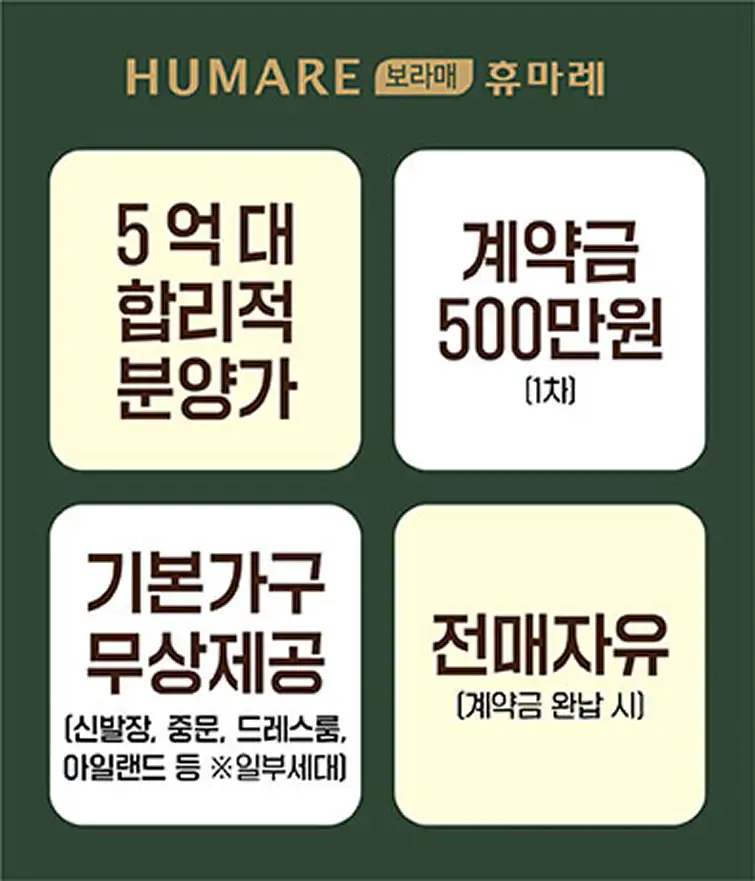 HUMARE 보라매 휴마레
5억대
합리적
분양가
계약금
500만원
(1차)
기본가구
무상제공
(신발장, 중문, 드레스룸,
아일랜드 등 ※일부세대)
전매자유
(계약금 완납 시)